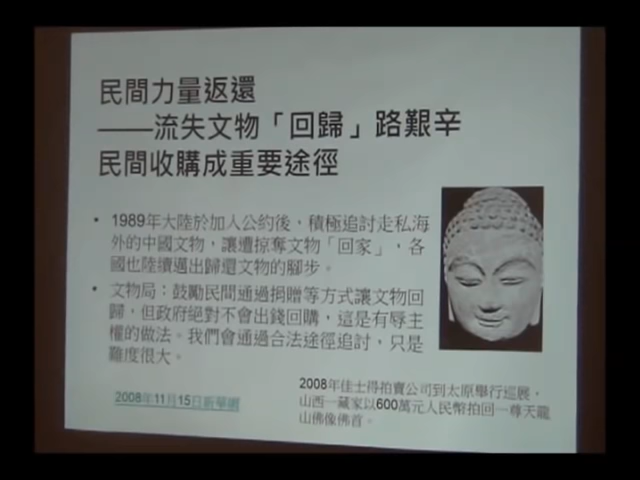 民間力量返還
——流失文物「回歸」路艱辛
民間收購成重要途徑
• 1989年大陸於加人公約後，積極追討走私海
外的中國文物，讓遭掠奪文物「回家」，各
國也陸續邁出歸還文物的腳步。
• 文物局：鼓勵民間通過捐贈等方式讓文物回
歸，但政府絕對不會出錢回購，這是有辱主
權的做法。我們會通過合法途徑追討，只是
難度很大。
2008年11月15日新華網
2008年佳士得拍賣公司到太原舉行巡展，
山西一藏家以600萬元人民幣拍回一尊天龍
山佛像佛首。